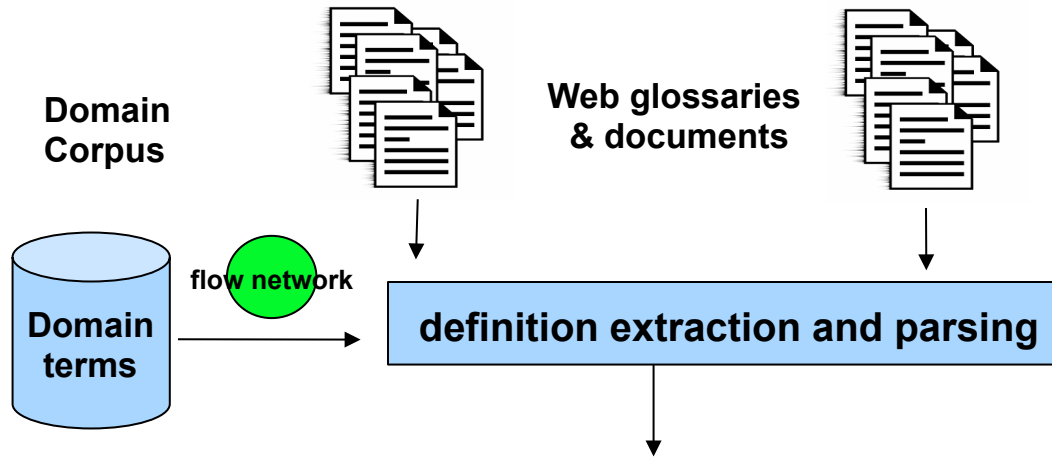 Domain
Corpus
Web glossaries
& documents
flow network
Domain
terms
definition extraction and parsing